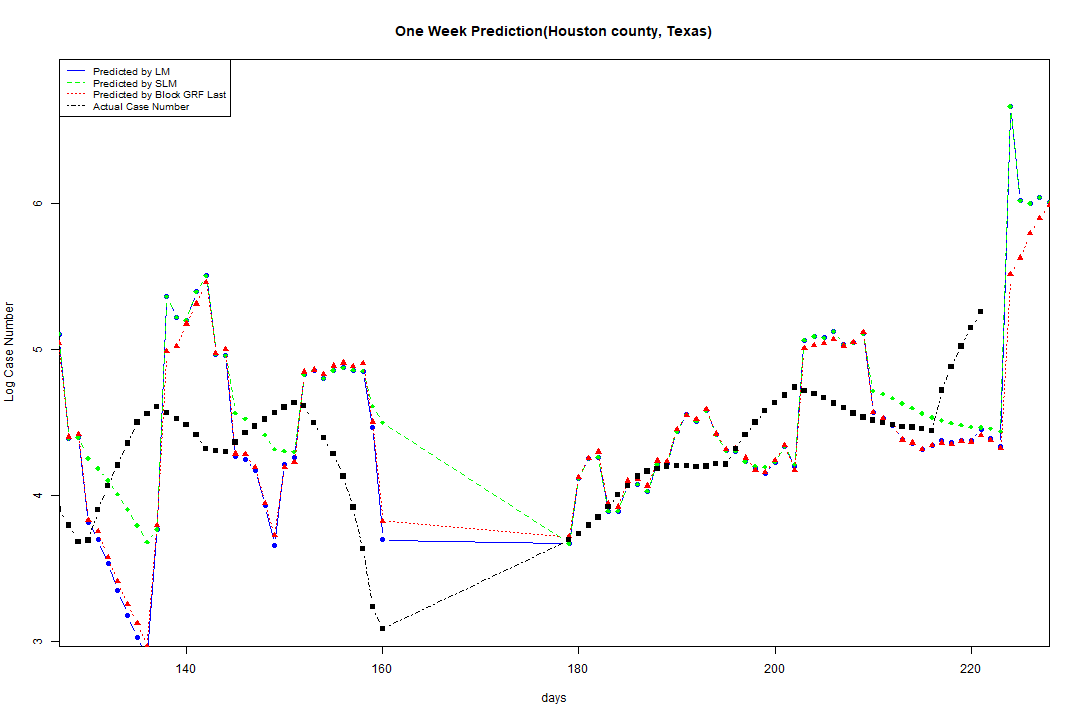 One Week Prediction(Houston county, Texas)
Predicted by LM
Predicted by SLM
Predicted by Block GRF Last
Actual Case Number
Log Case Number
6
5
4
3
140 160 180 200 220
days